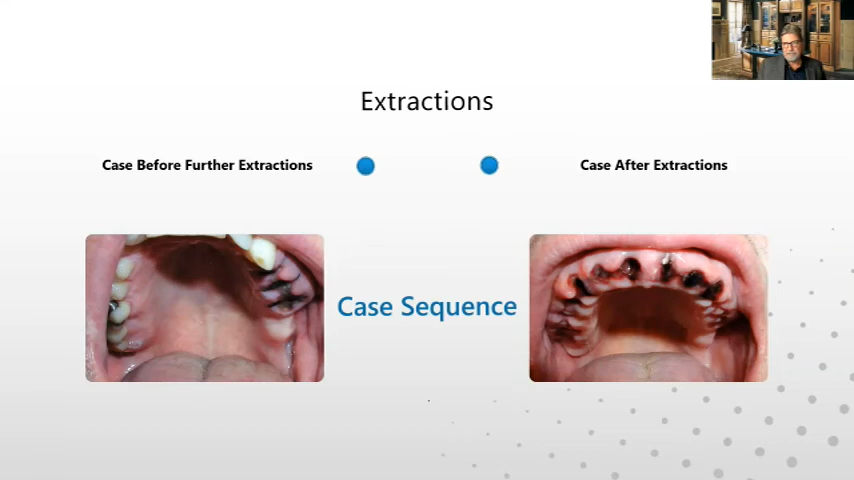 Extractions
Case Before Further Extractions
Case After Extractions
Case Sequence